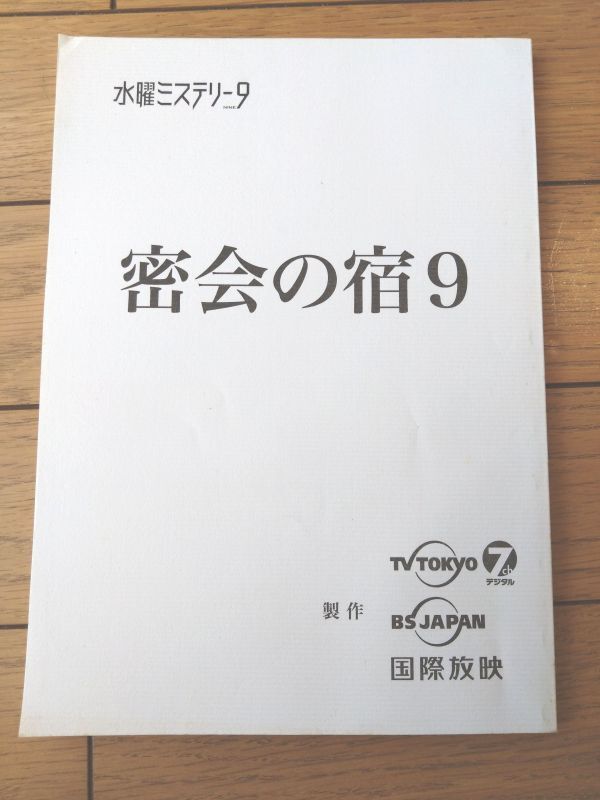 水曜ミステリー9
NINE
密会の宿9
TV TOKYO 7ch
デジタル
製作
BS JAPAN
国際放映